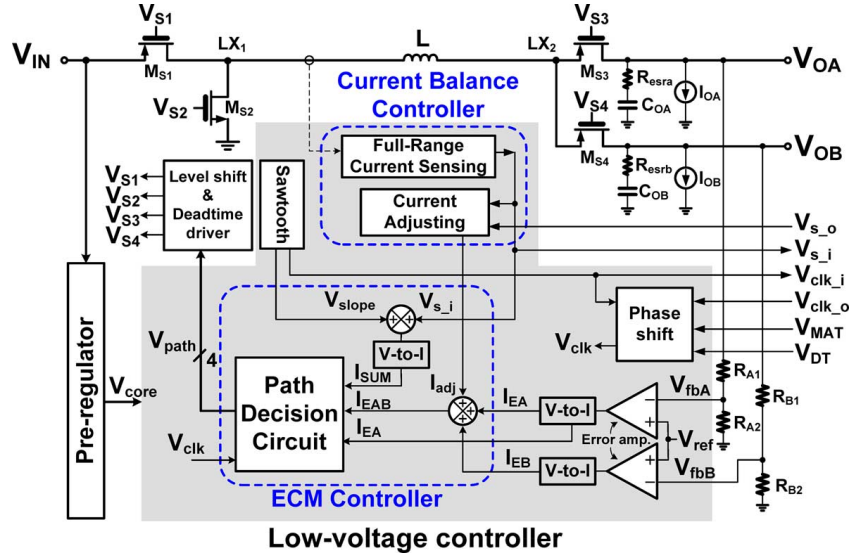 V_S1
V_S3
V_IN
LX₁
L
LX₂
V_OA
M_S1
M_S3
V_S2
M_S2
Current Balance
Controller
R_esra
C_OA
I_OA
V_S4
V_OB
M_S4
R_esrb
C_OB
I_OB
Full-Range
Current Sensing
Level shift
&
Deadtime
driver
V_S1
V_S2
V_S3
V_S4
Sawtooth
Current
Adjusting
V_s_o
V_s_i
V_clk_i
V_clk_o
V_MAT
V_DT
Phase
shift
V_clk
Pre-regulator
V_core
V_path
4
V_slope
V_s_i
+
+
V-to-I
I_SUM
I_adj
I_EAB
I_EA
Path
Decision
Circuit
V_clk
+
+
+
I_EA
V-to-I
V_fbA
−
+
R_A1
R_A2
R_B1
Error amp.
V_ref
I_EB
V-to-I
+
−
V_fbB
R_B2
ECM Controller
Low-voltage controller